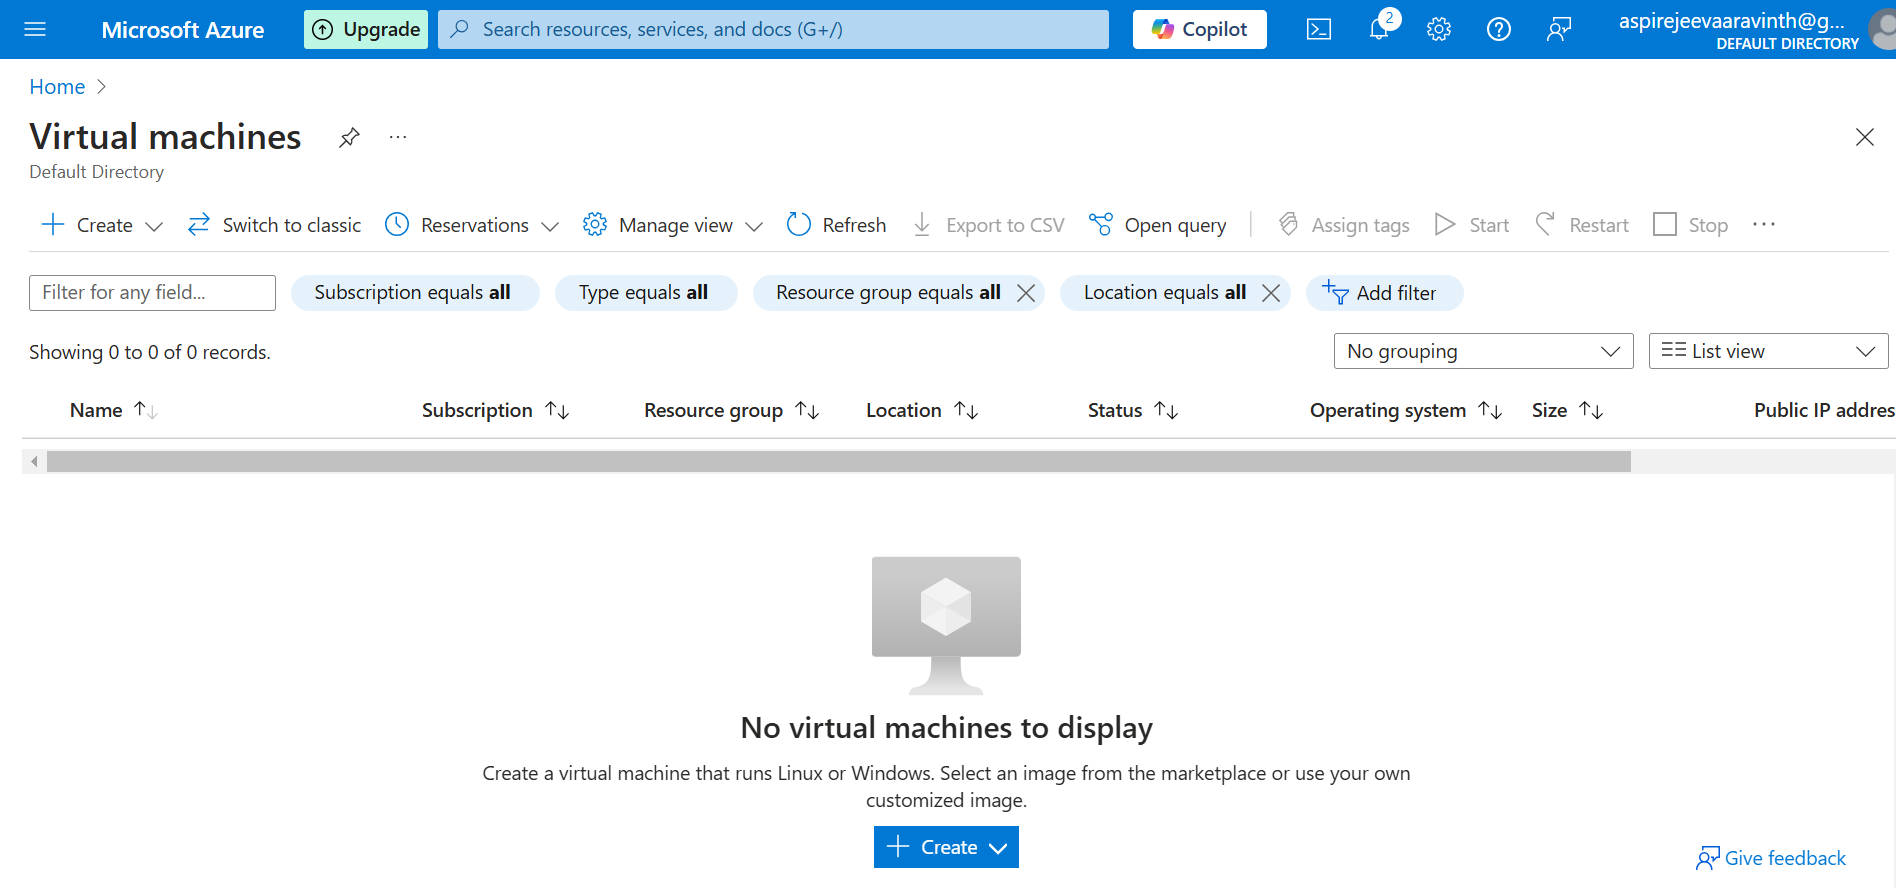 Microsoft Azure Upgrade Search resources, services, and docs (G+/) Copilot 2 aspirejeevaaravinth@g...
DEFAULT DIRECTORY
Home
Virtual machines ...
Default Directory
Create Switch to classic Reservations Manage view Refresh Export to CSV Open query Assign tags Start Restart Stop ...
Filter for any field... Subscription equals all Type equals all Resource group equals all Location equals all Add filter
Showing 0 to 0 of 0 records. No grouping List view
Name Subscription Resource group Location Status Operating system Size Public IP addres
No virtual machines to display
Create a virtual machine that runs Linux or Windows. Select an image from the marketplace or use your own
customized image.
Create
Give feedback